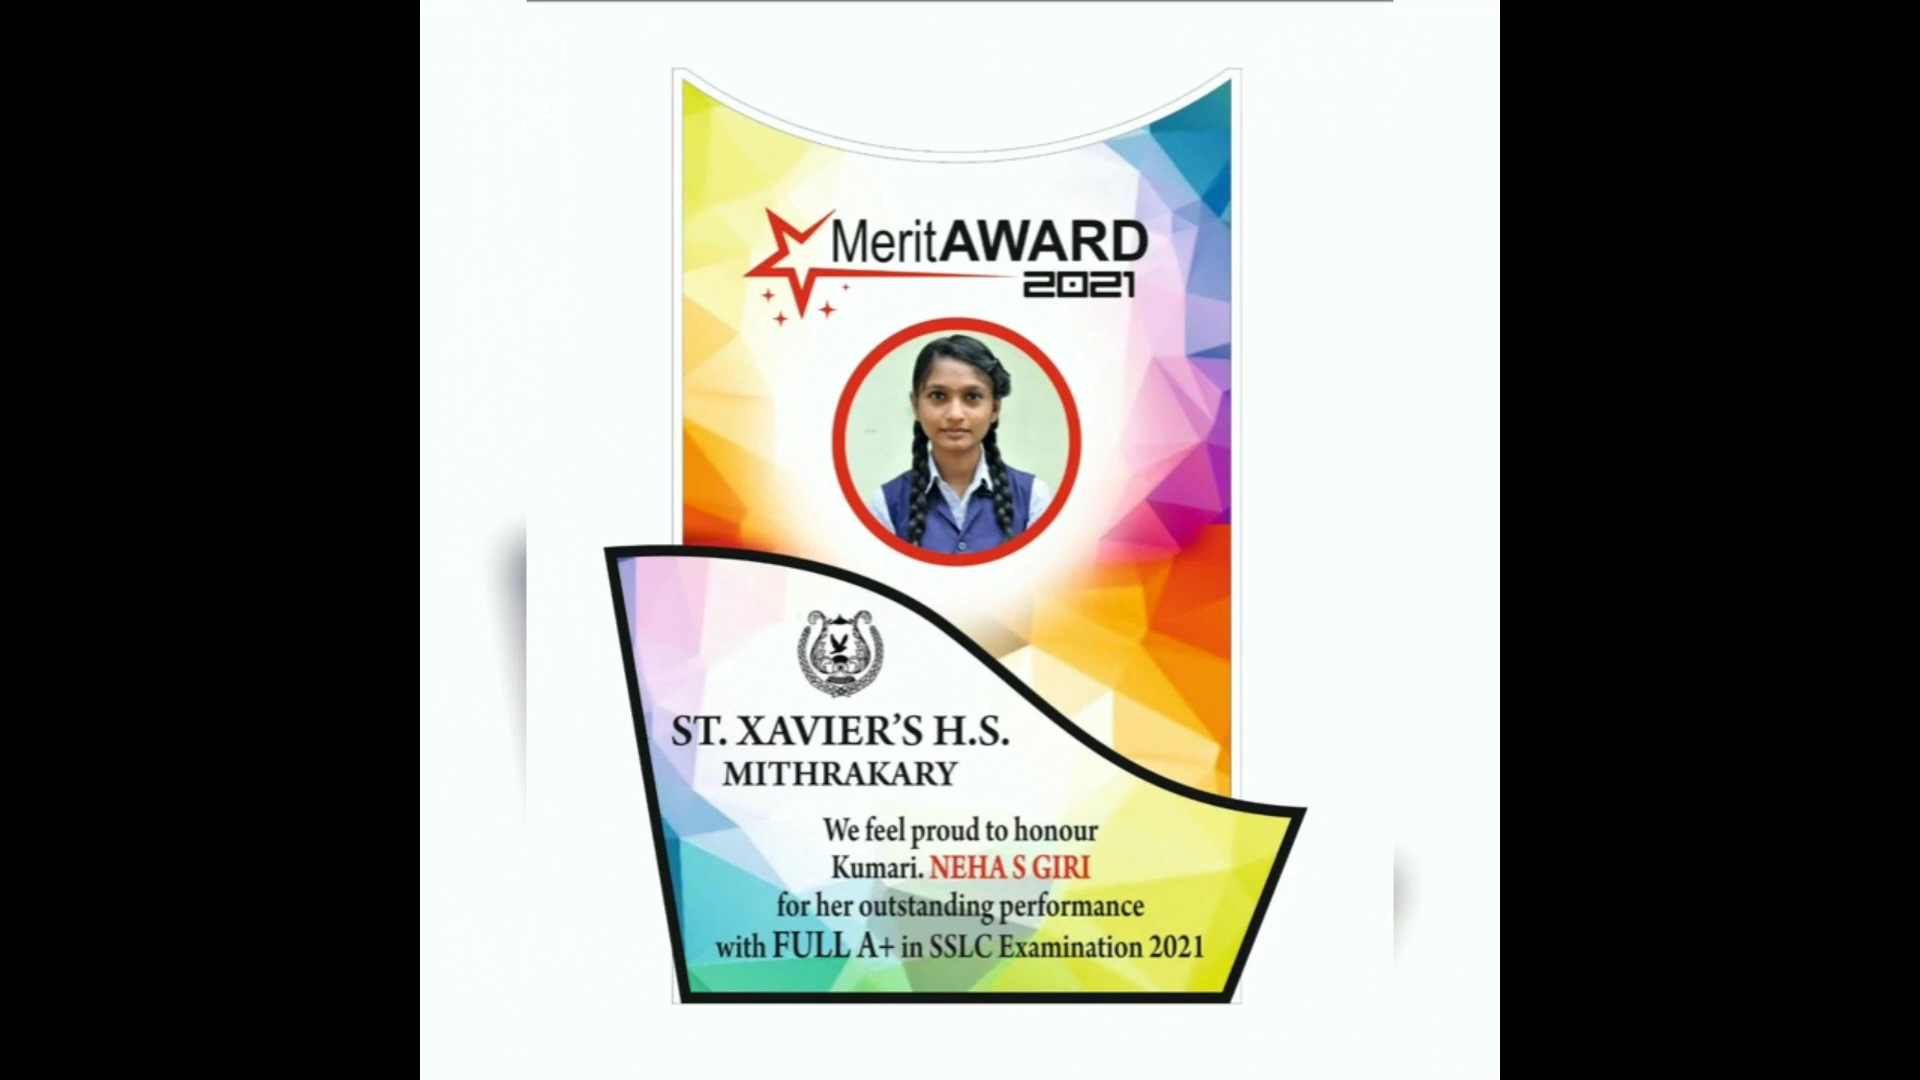 MeritAWARD
2021
ST. XAVIER'S H.S.
MITHRAKARY
We feel proud to honour
Kumari. NEHA S GIRI
for her outstanding performance
with FULL A+ in SSLC Examination 2021